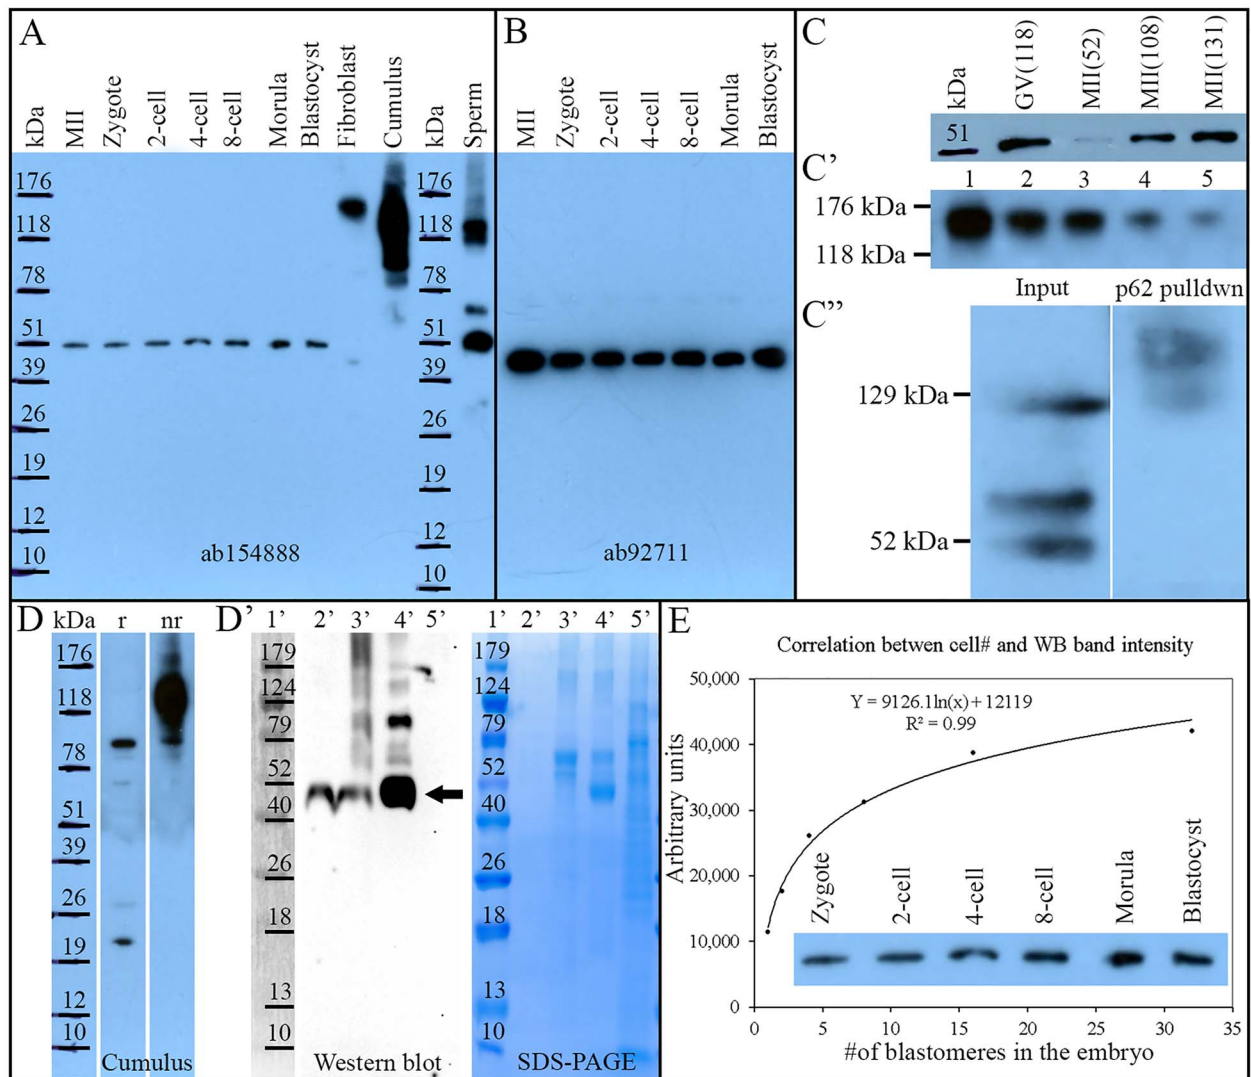 A
kDa
MII
Zygote
2-cell
4-cell
8-cell
Morula
Blastocyst
Fibroblast
Cumulus
kDa
Sperm
176
118
78
51
39
26
19
12
10
176
118
78
51
39
26
19
12
10
ab154888
B
MII
Zygote
2-cell
4-cell
8-cell
Morula
Blastocyst
ab92711
C
kDa
GV(118)
MII(52)
MII(108)
MII(131)
51
C'
1 2 3 4 5
176 kDa
118 kDa
C"
Input p62 pulldwn
129 kDa
52 kDa
D
kDa r nr
176
118
78
51
39
26
19
12
10
Cumulus
D'
1' 2' 3' 4' 5'
179
124
79
52
40
26
18
13
10
Western blot
1' 2' 3' 4' 5'
179
124
79
52
40
26
18
13
10
SDS-PAGE
E
Correlation betwen cell# and WB band intensity
Y = 9126.1ln(x) + 12119
R² = 0.99
Arbitrary units
50,000
40,000
30,000
20,000
10,000
0
Zygote
2-cell
4-cell
8-cell
Morula
Blastocyst
0 5 10 15 20 25 30 35
#of blastomeres in the embryo